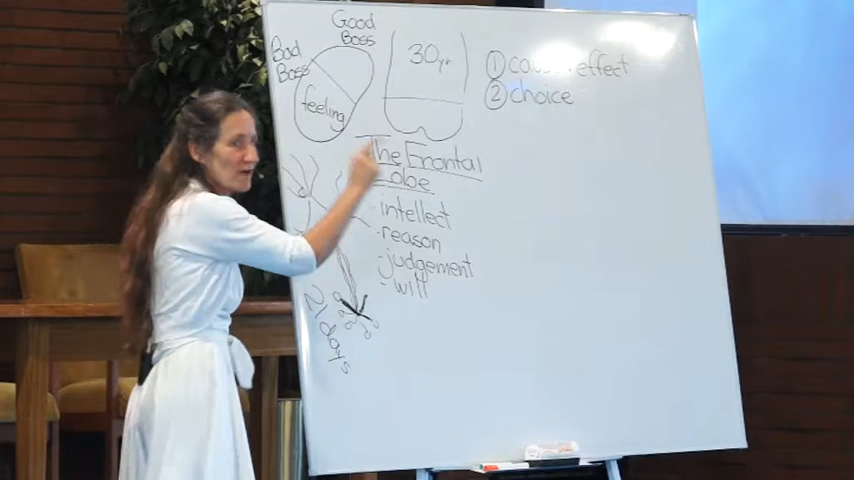 Good
Boss
Bad
Boss
feeling
30yr
① cause effect
② choice
The Frontal
Lobe
- intellect
- reason
- judgement
- will
21 days